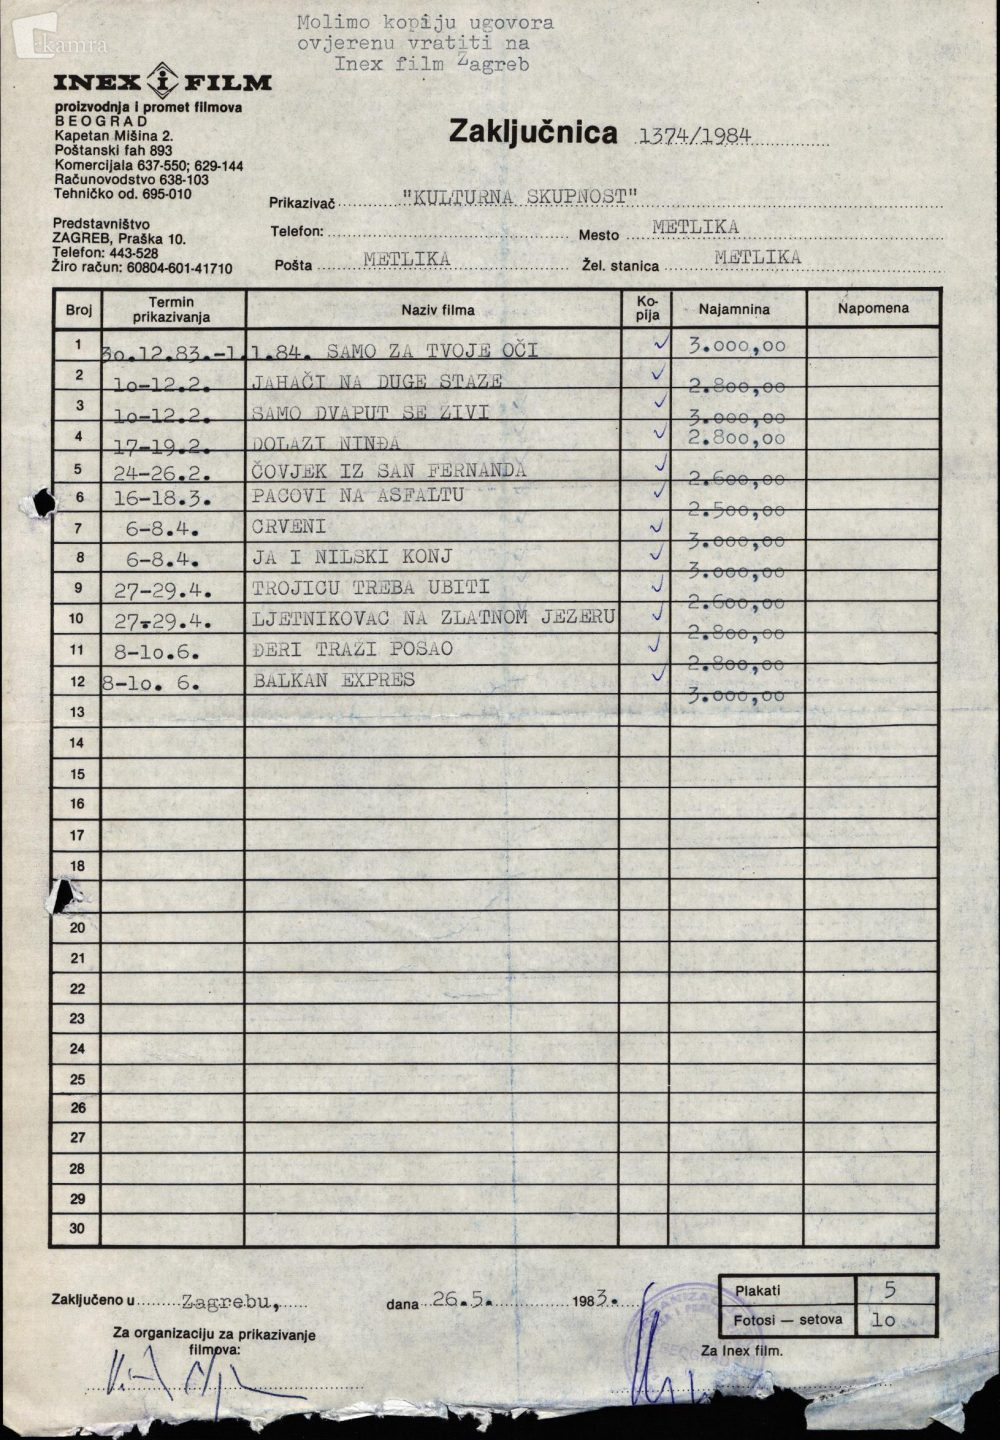 kamra
Molimo kopiju ugovora
ovjerenu vratiti na
Inex film Zagreb
INEX i FILM
proizvodnja i promet filmova
BEOGRAD
Kapetan Mišina 2.
Poštanski fah 893
Komercijala 637-550; 629-144
Računovodstvo 638-103
Tehničko od. 695-010
Predstavništvo
ZAGREB, Praška 10.
Telefon: 443-528
Žiro račun: 60804-601-41710
Zaključnica 1374/1984
Prikazivač "KULTURNA SKUPNOST"
Telefon: Mesto METLIKA
Pošta METLIKA Žel. stanica METLIKA
Broj Termin prikazivanja Naziv filma Ko-pija Najamnina Napomena
1 30.12.83.-1.1.84. SAMO ZA TVOJE OČI ✓ 3.000,00
2 10-12.2. JAHAČI NA DUGE STAZE ✓ 2.800,00
3 10-12.2. SAMO DVAPUT SE ZIVI ✓ 3.000,00
4 17-19.2. DOLAZI NINĐA ✓ 2.800,00
5 24-26.2. ČOVJEK IZ SAN FERNANDA ✓ 2.600,00
6 16-18.3. PACOVI NA ASFALTU ✓ 2.500,00
7 6-8.4. CRVENI ✓ 3.000,00
8 6-8.4. JA I NILSKI KONJ ✓ 3.000,00
9 27-29.4. TROJICU TREBA UBITI ✓ 2.600,00
10 27-29.4. LJETNIKOVAC NA ZLATNOM JEZERU ✓ 2.800,00
11 8-10.6. ĐERI TRAZI POSAO ✓ 2.800,00
12 8-10. 6. BALKAN EXPRES ✓ 3.000,00
13
14
15
16
17
18
20
21
22
23
24
25
26
27
28
29
30
Zaključeno u Zagrebu, dana 26.5. 1983.
Plakati 5
Fotosi — setova 10
Za organizaciju za prikazivanje
filmova:
Za Inex film.
BEOGRAD